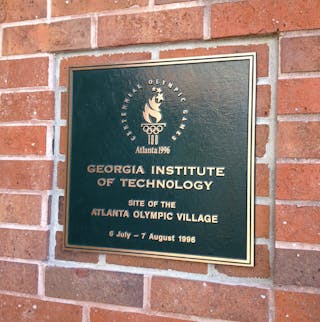 CENTENNIAL OLYMPIC GAMES
100
Atlanta 1996
GEORGIA INSTITUTE
OF TECHNOLOGY
SITE OF THE
ATLANTA OLYMPIC VILLAGE
6 July – 7 August 1996